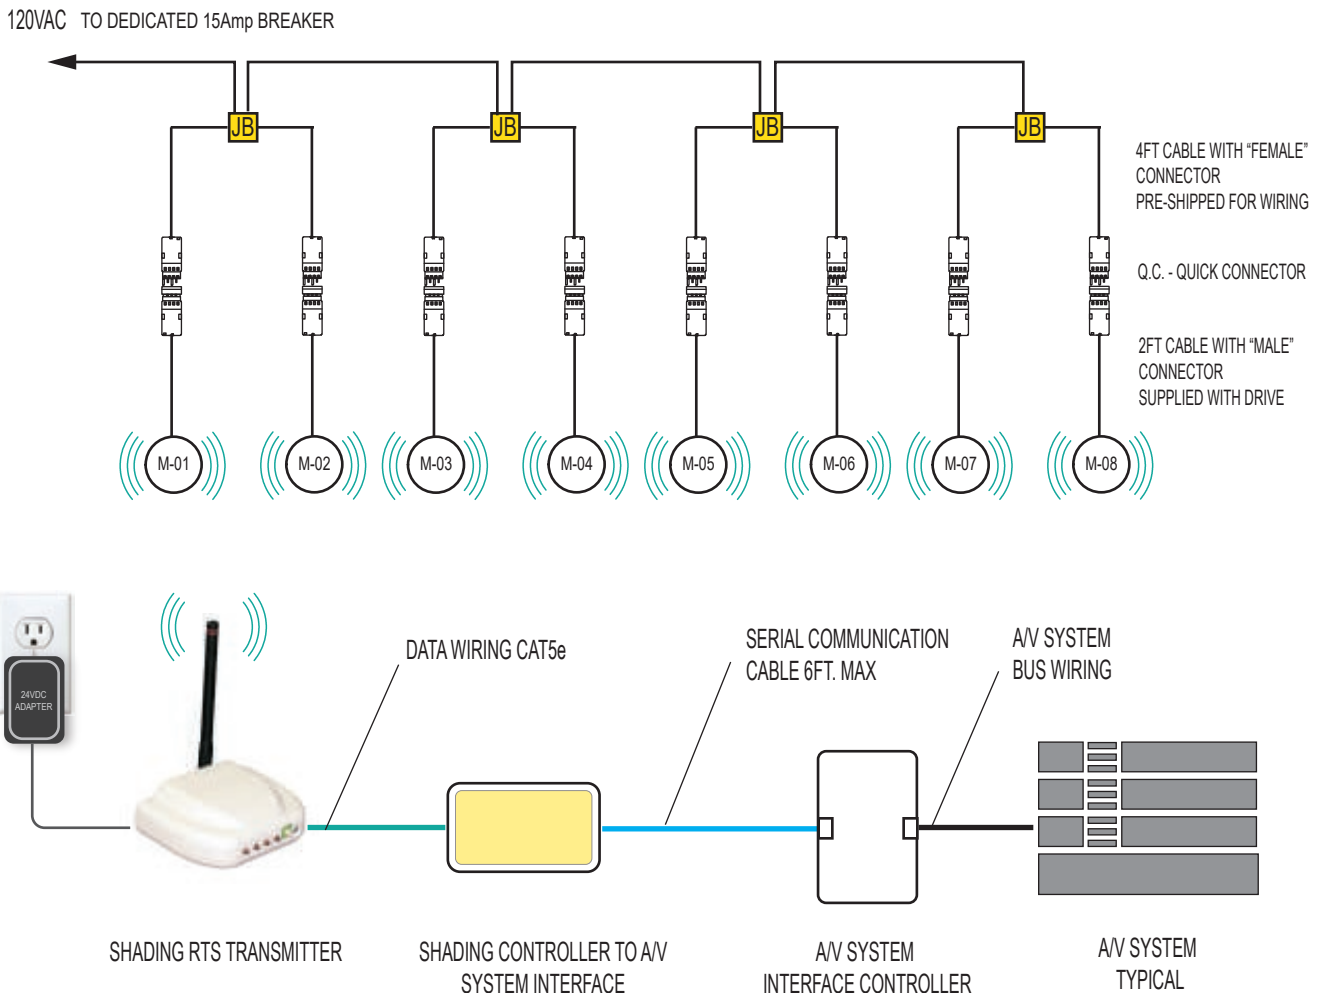 120VAC TO DEDICATED 15Amp BREAKER
JB JB JB JB
4FT CABLE WITH “FEMALE”
CONNECTOR
PRE-SHIPPED FOR WIRING
Q.C. - QUICK CONNECTOR
2FT CABLE WITH “MALE”
CONNECTOR
SUPPLIED WITH DRIVE
M-01 M-02 M-03 M-04 M-05 M-06 M-07 M-08
24VDC
ADAPTER
DATA WIRING CAT5e
SERIAL COMMUNICATION
CABLE 6FT. MAX
A/V SYSTEM
BUS WIRING
SHADING RTS TRANSMITTER
SHADING CONTROLLER TO A/V
SYSTEM INTERFACE
A/V SYSTEM
INTERFACE CONTROLLER
A/V SYSTEM
TYPICAL